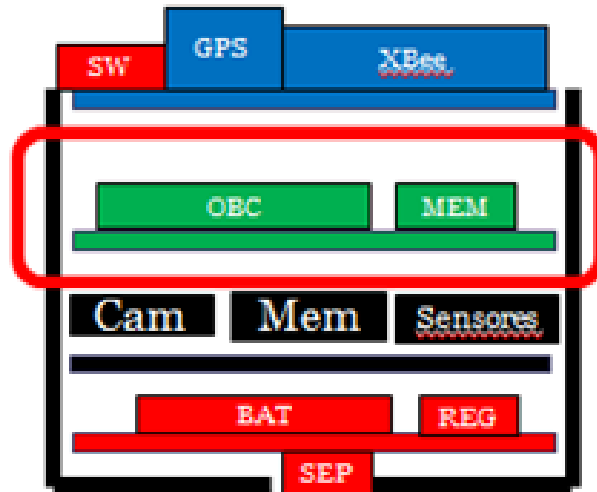 SW GPS XBee
OBC MEM
Cam Mem Sensores
BAT REG
SEP